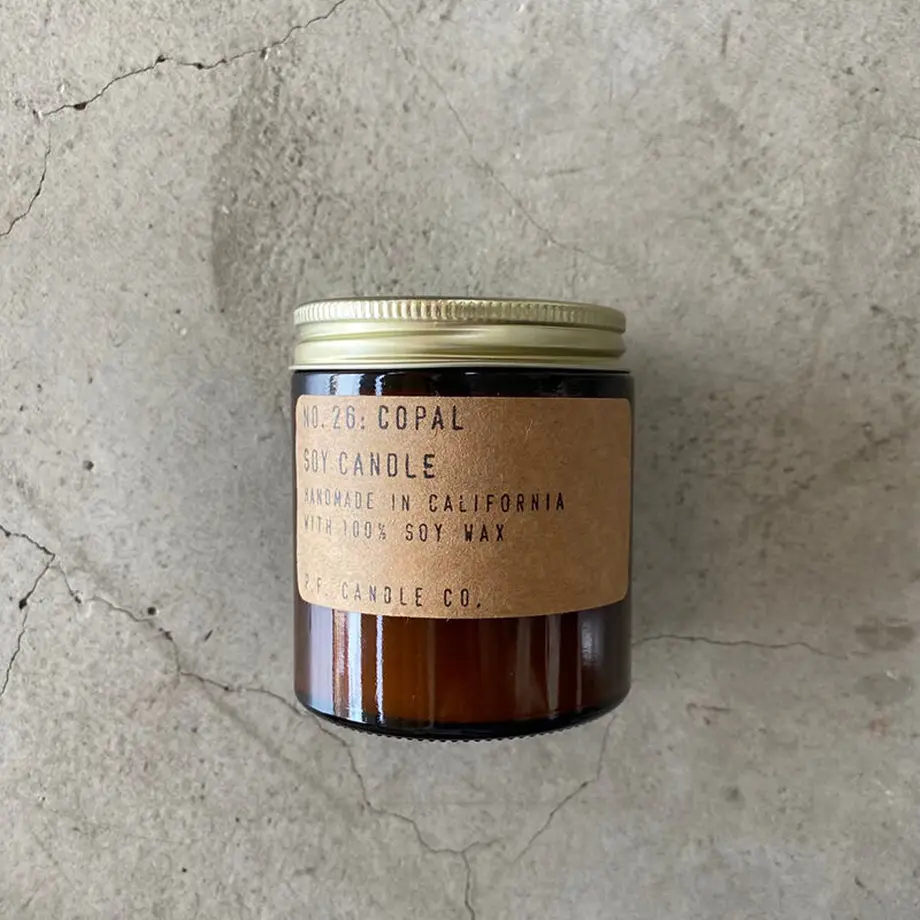 NO. 26: COPAL
SOY CANDLE
HANDMADE IN CALIFORNIA
WITH 100% SOY WAX
P.F. CANDLE CO.